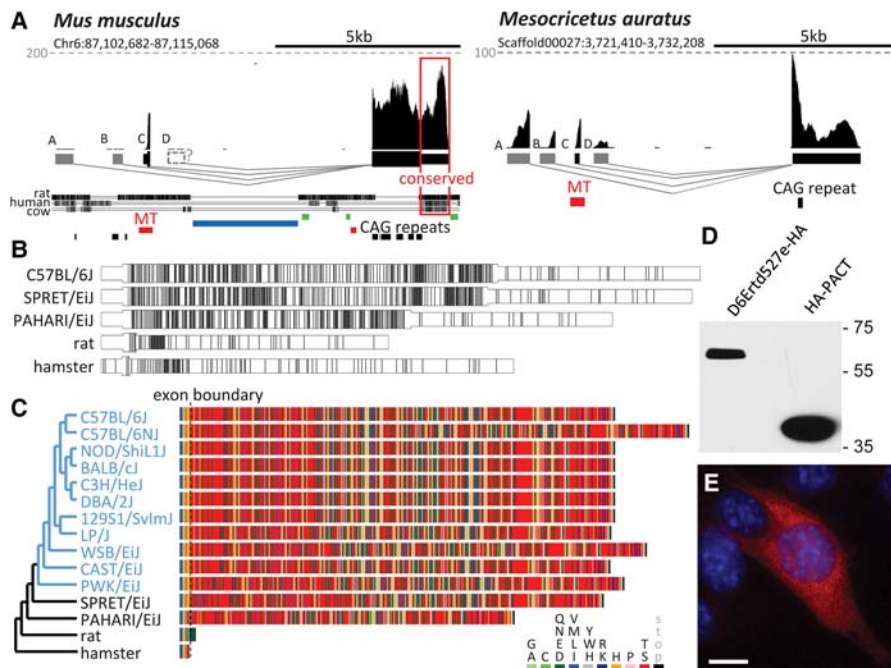 A
Mus musculus
Chr6:87,102,682-87,115,068
5kb
200
A B C D
?
conserved
rat
human
cow
MT
CAG repeats
Mesocricetus auratus
Scaffold00027:3,721,410-3,732,208
5kb
100
A B C D
MT
CAG repeat
B
C57BL/6J
SPRET/EiJ
PAHARI/EiJ
rat
hamster
C
exon boundary
C57BL/6J
C57BL/6NJ
NOD/ShiL1J
BALB/cJ
C3H/HeJ
DBA/2J
129S1/SvImJ
LP/J
WSB/EiJ
CAST/EiJ
PWK/EiJ
SPRET/EiJ
PAHARI/EiJ
rat
hamster
Q V s
N M Y t
G E L W R T o
A C D I H K H P S p
D
D6Ertd527e-HA
HA-PACT
- 75
- 55
- 35
E